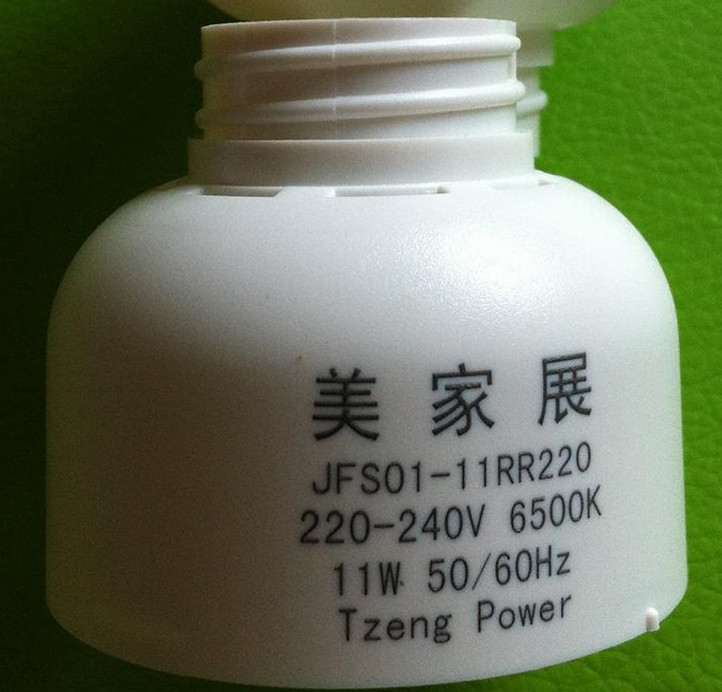 美家展
JFS01-11RR220
220-240V 6500K
11W 50/60Hz
Tzeng Power